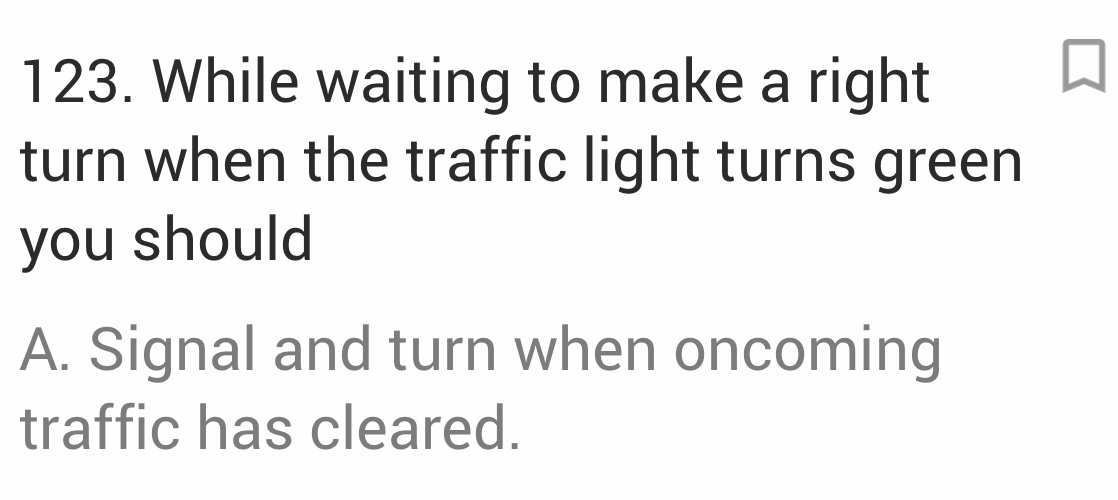 123. While waiting to make a right
turn when the traffic light turns green
you should
A. Signal and turn when oncoming
traffic has cleared.